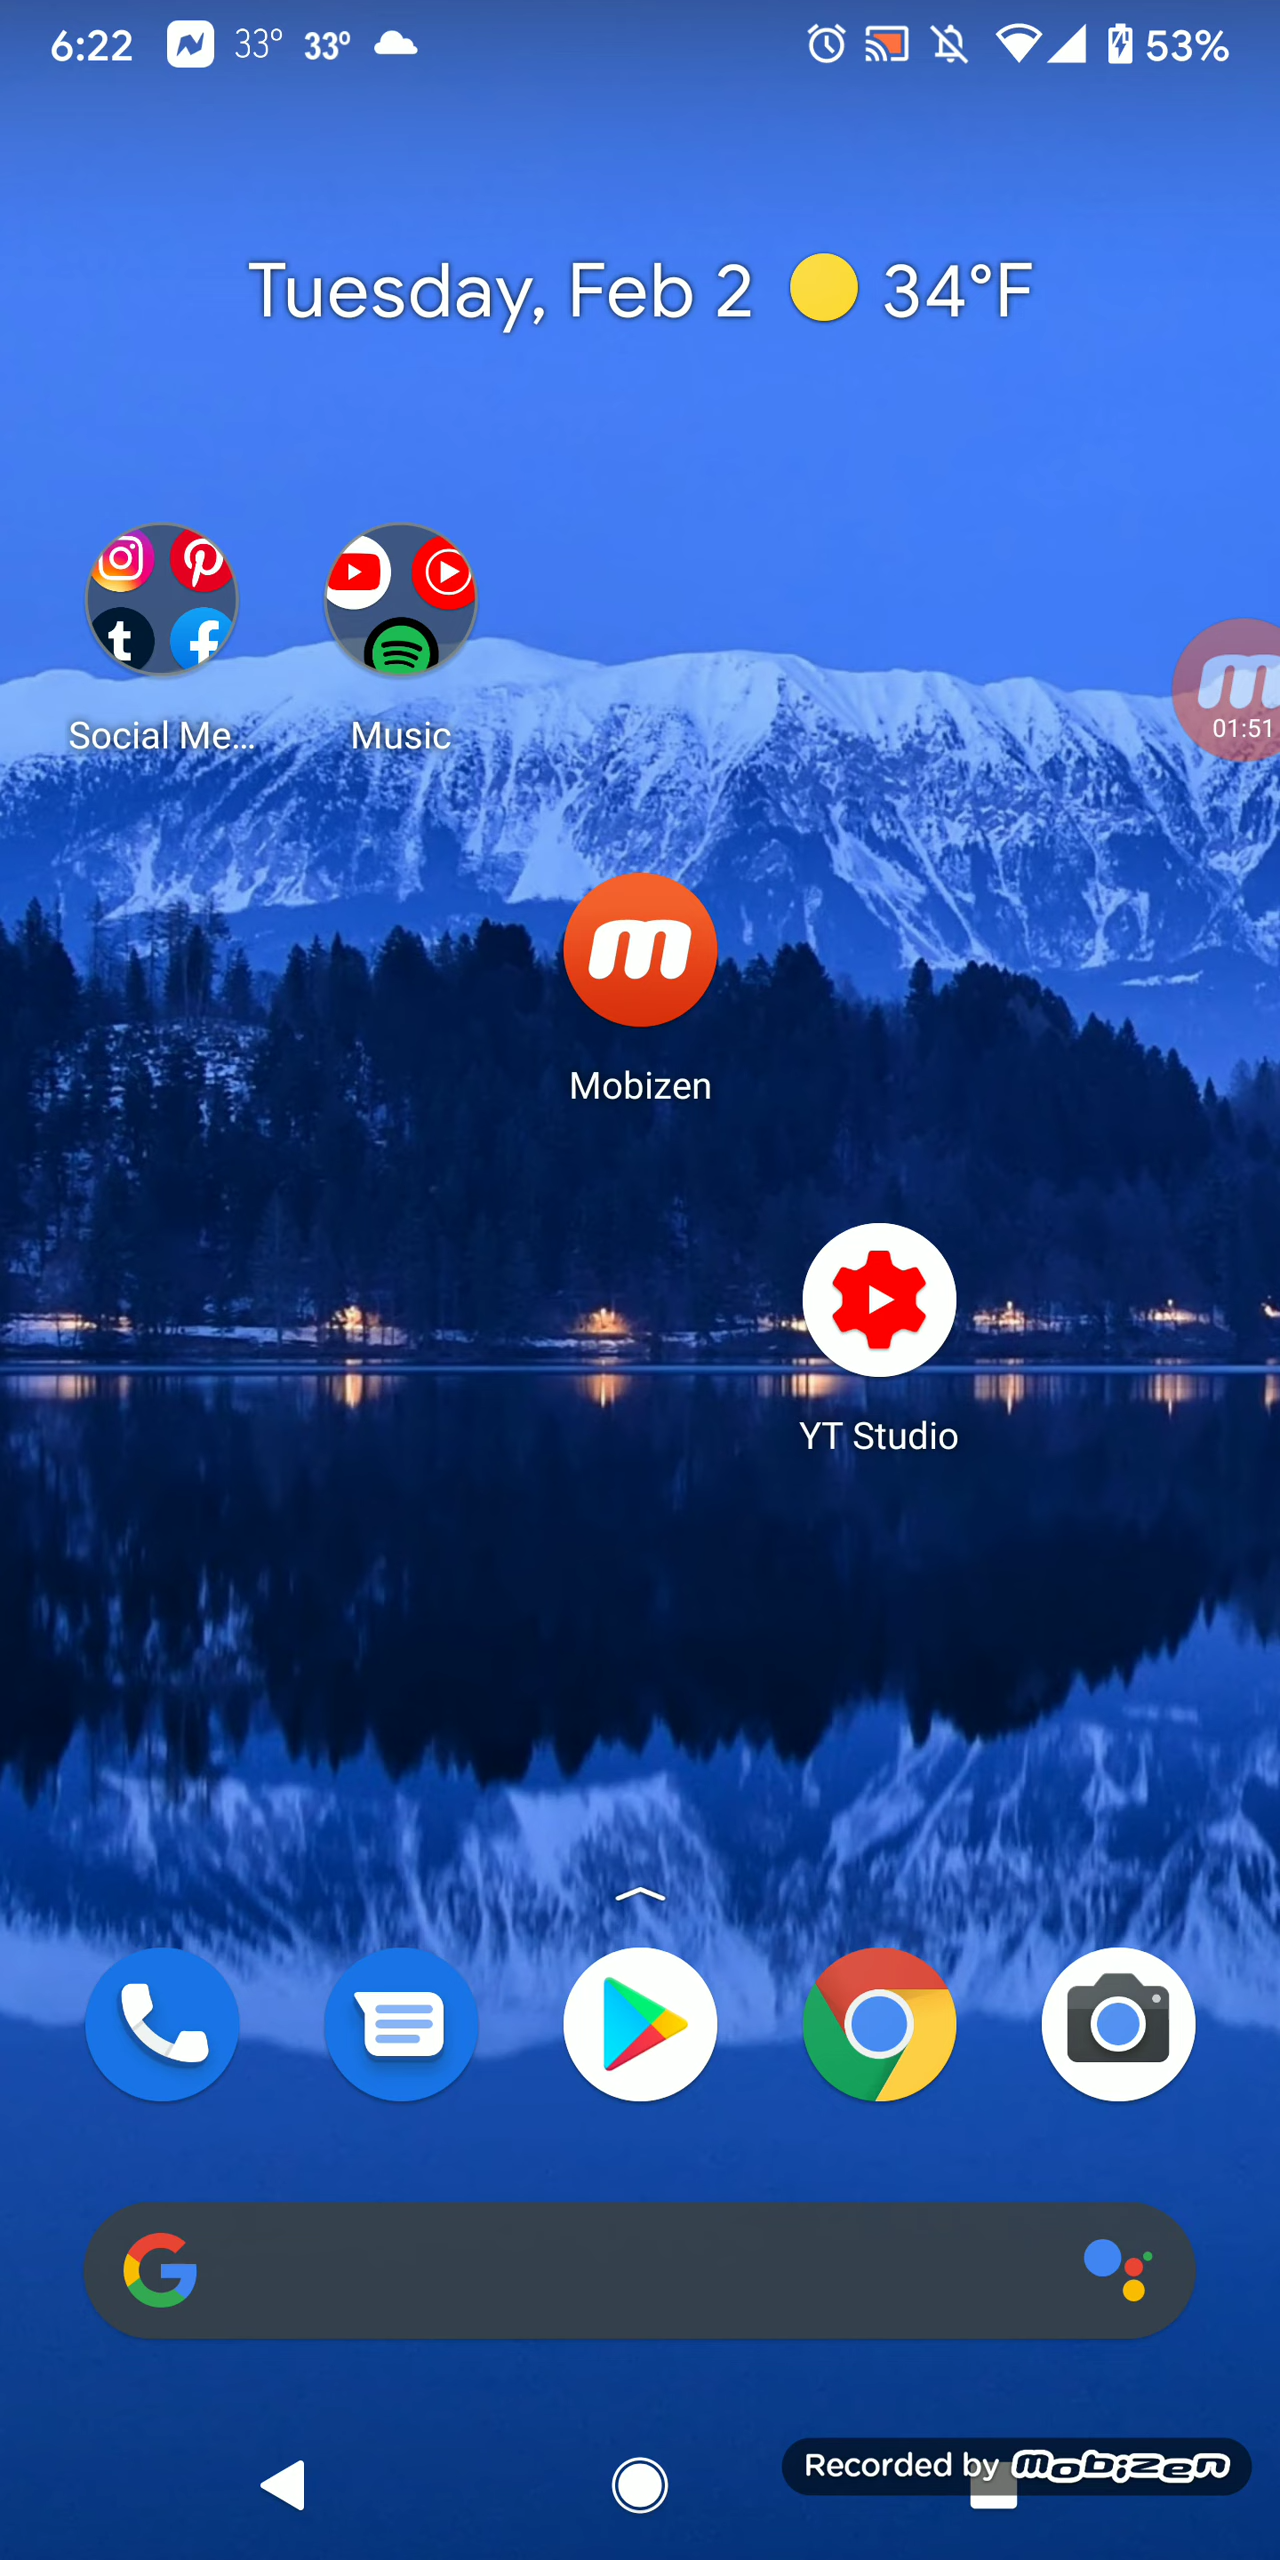 6:22 33° 33° 53%
Tuesday, Feb 2 34°F
Social Me... Music
01:51
Mobizen
YT Studio
Recorded by mobizen